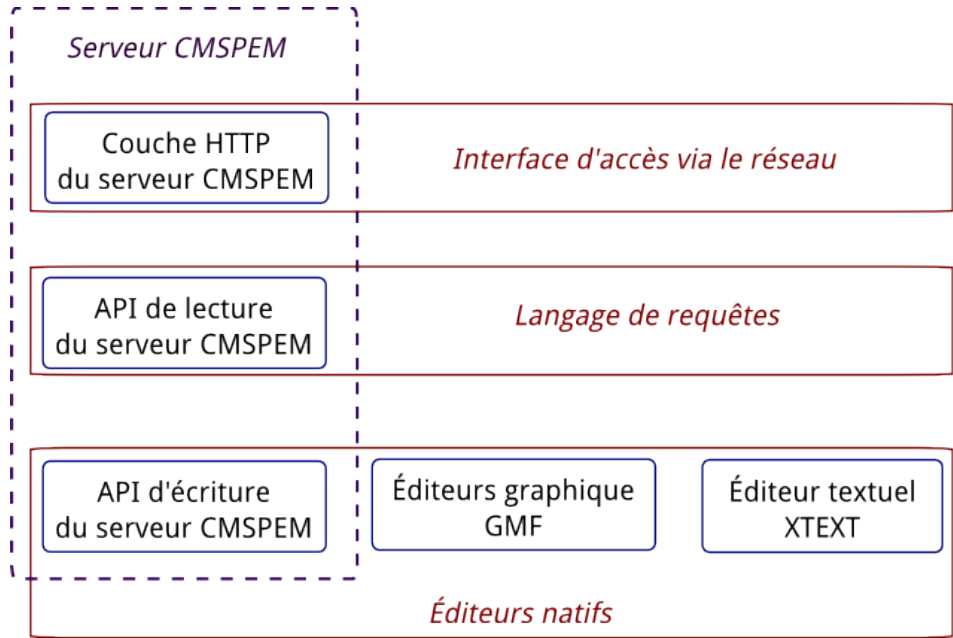 Serveur CMSPEM
Couche HTTP
du serveur CMSPEM
Interface d'accès via le réseau
API de lecture
du serveur CMSPEM
Langage de requêtes
API d'écriture
du serveur CMSPEM
Éditeurs graphique
GMF
Éditeur textuel
XTEXT
Éditeurs natifs